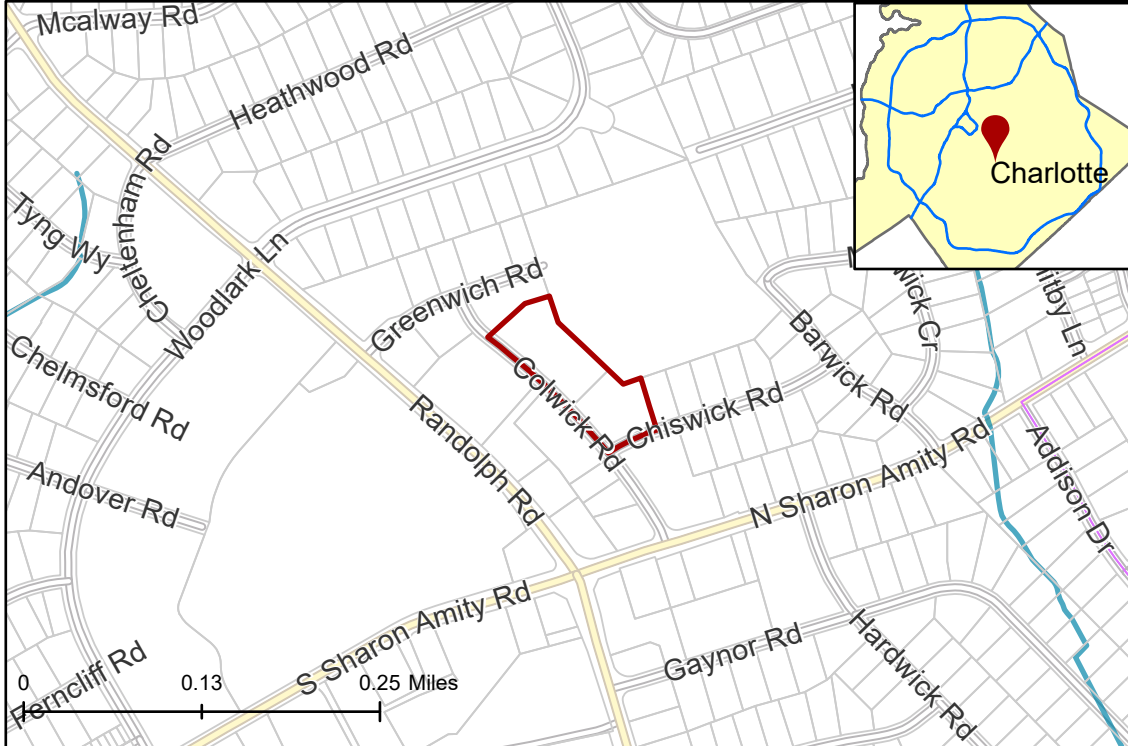 Mcalway Rd
Heathwood Rd
Charlotte
Cheltenham Rd
Tyng Wy
Woodlark Ln
Greenwich Rd
Chelmsford Rd
Colwick Rd
Barwick Rd
Chiswick Rd
Randolph Rd
N Sharon Amity Rd
Addison Dr
Andover Rd
S Sharon Amity Rd
Gaynor Rd
Hardwick Rd
Ferncliff Rd
0 0.13 0.25 Miles